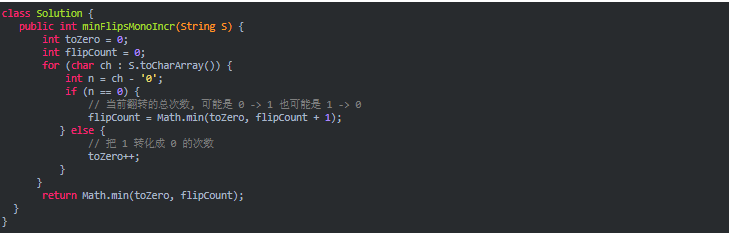 class Solution {
   public int minFlipsMonoIncr(String S) {
      int toZero = 0;
      int flipCount = 0;
      for (char ch : S.toCharArray()) {
         int n = ch - '0';
         if (n == 0) {
            // 当前翻转的总次数, 可能是 0 -> 1 也可能是 1 -> 0
            flipCount = Math.min(toZero, flipCount + 1);
         } else {
            // 把 1 转化成 0 的次数
            toZero++;
         }
      }
      return Math.min(toZero, flipCount);
  }
}